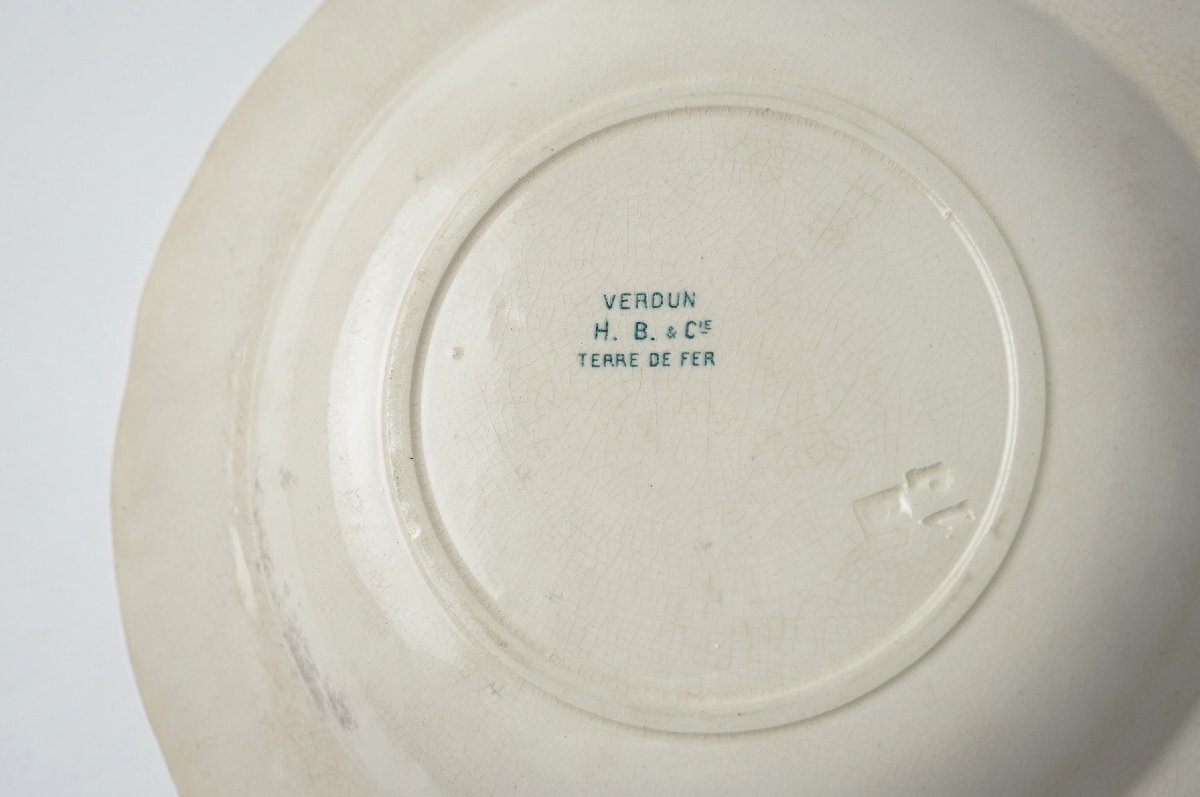 VERDUN
H. B. & Cie
TERRE DE FER